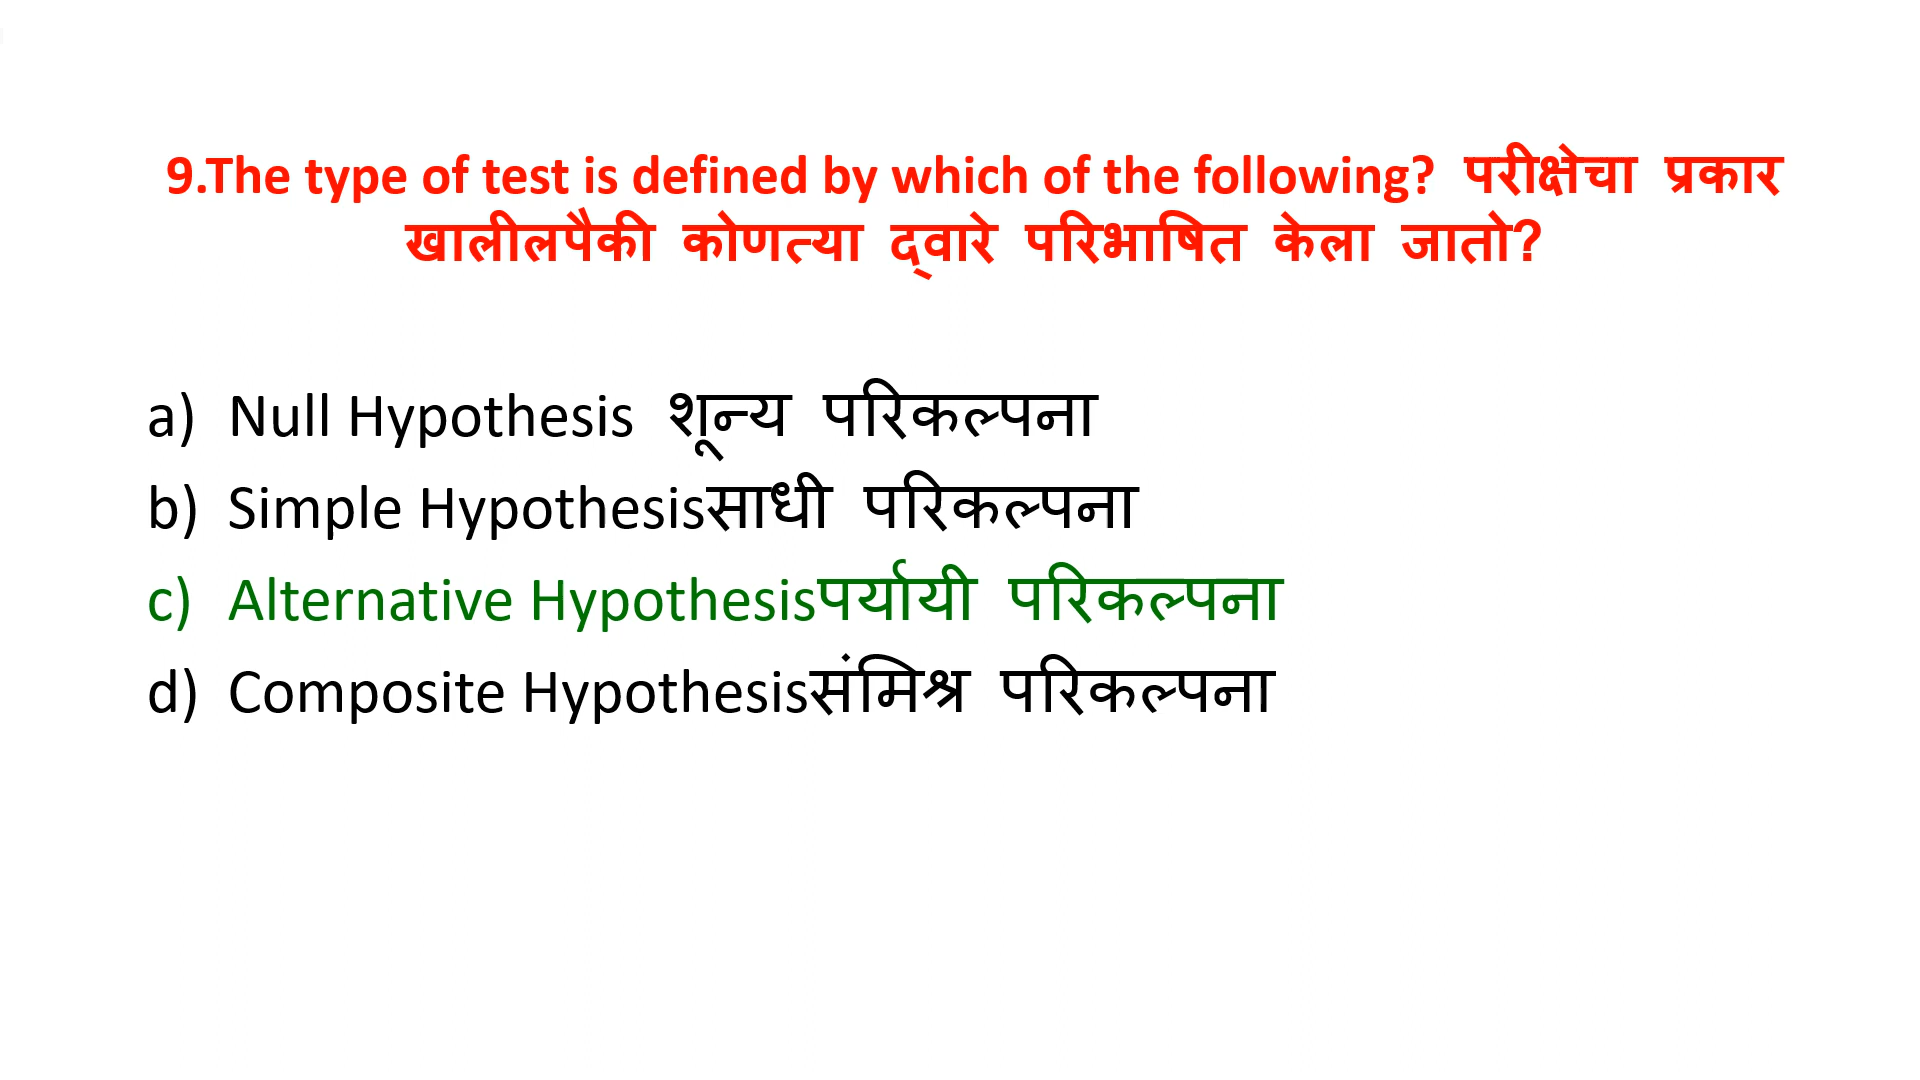 9.The type of test is defined by which of the following? परीक्षेचा प्रकार
खालीलपैकी कोणत्या द्वारे परिभाषित केला जातो?
a) Null Hypothesis शून्य परिकल्पना
b) Simple Hypothesisसाधी परिकल्पना
c) Alternative Hypothesisपर्यायी परिकल्पना
d) Composite Hypothesisसंमिश्र परिकल्पना